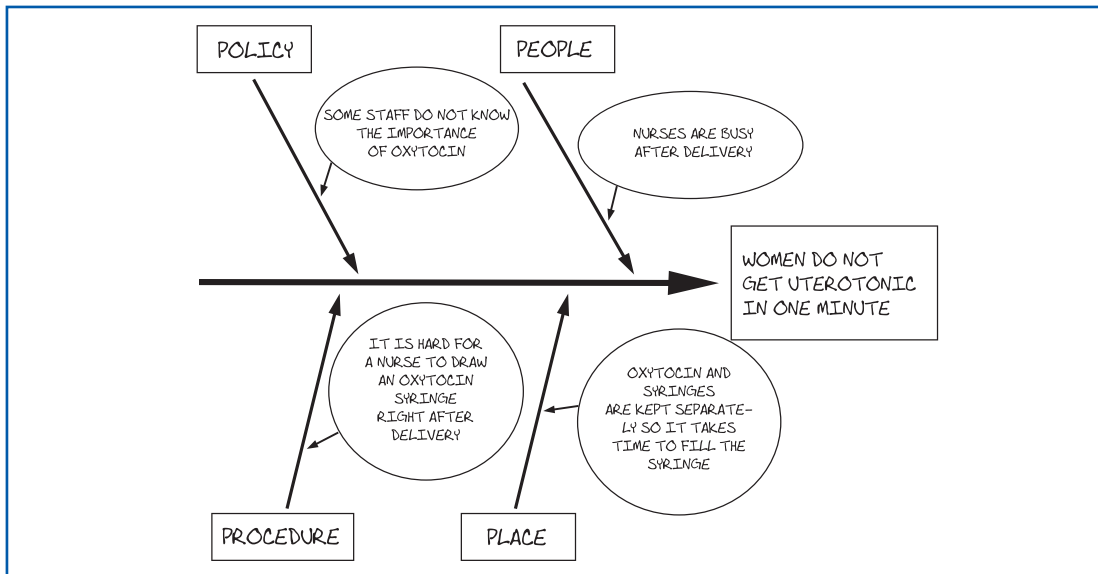 POLICY
PEOPLE
SOME STAFF DO NOT KNOW
THE IMPORTANCE
OF OXYTOCIN
NURSES ARE BUSY
AFTER DELIVERY
WOMEN DO NOT
GET UTEROTONIC
IN ONE MINUTE
IT IS HARD FOR
A NURSE TO DRAW
AN OXYTOCIN
SYRINGE
RIGHT AFTER
DELIVERY
OXYTOCIN AND
SYRINGES
ARE KEPT SEPARATE-
LY SO IT TAKES
TIME TO FILL THE
SYRINGE
PROCEDURE
PLACE